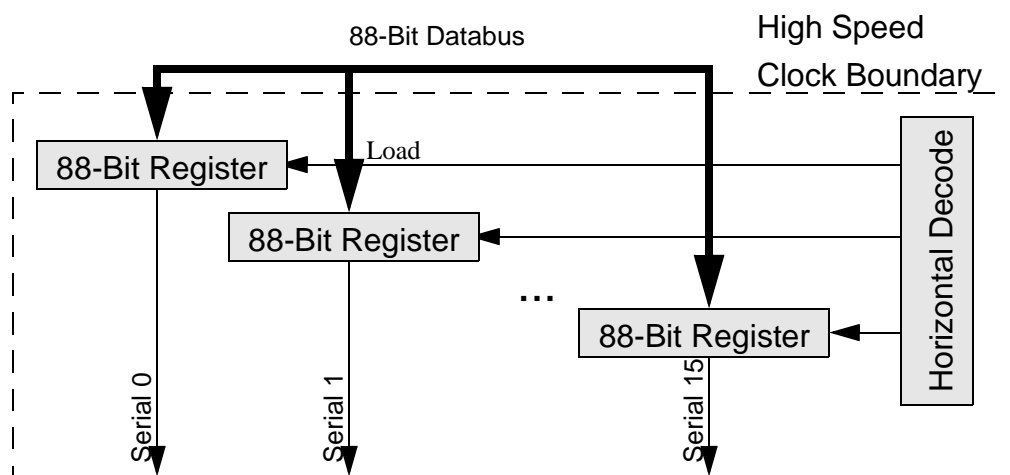 High Speed
88-Bit Databus
Clock Boundary
Load
88-Bit Register
88-Bit Register
...
88-Bit Register
Horizontal Decode
Serial 0
Serial 1
Serial 15